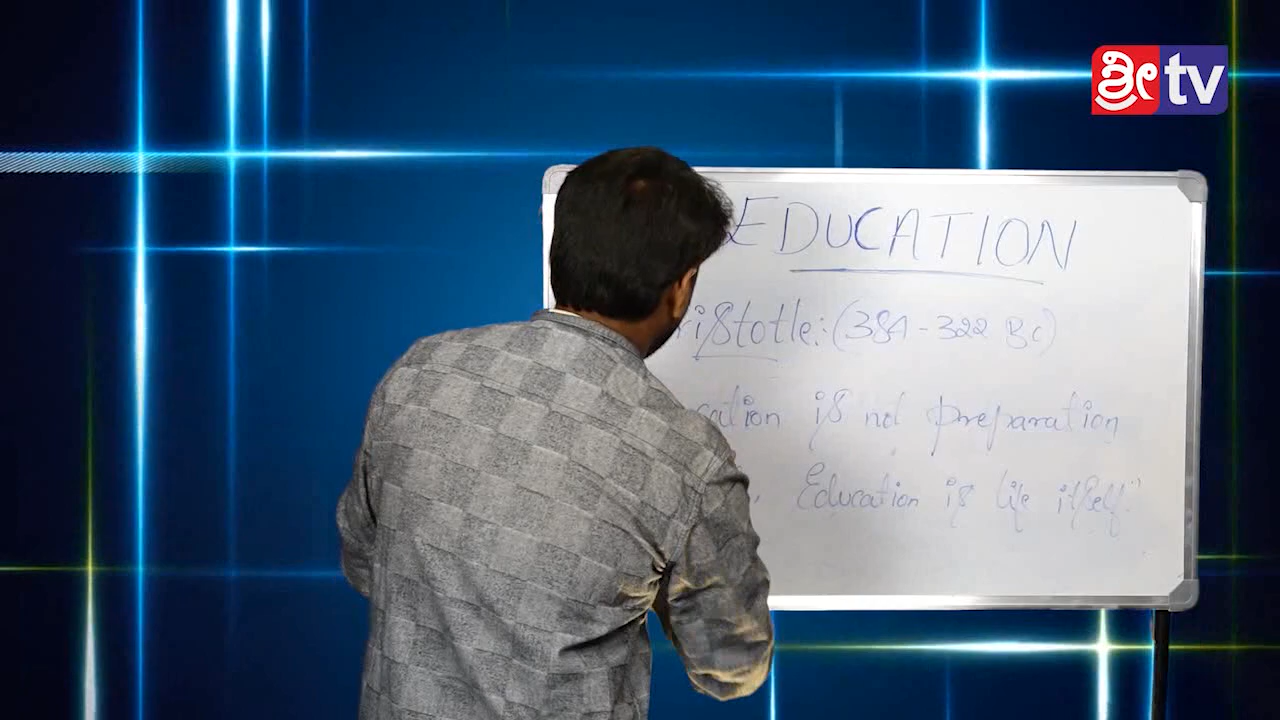 శ్రీ tv
EDUCATION
ristotle: (384 - 322 BC)
cation is not preparation
. Education is life itself"